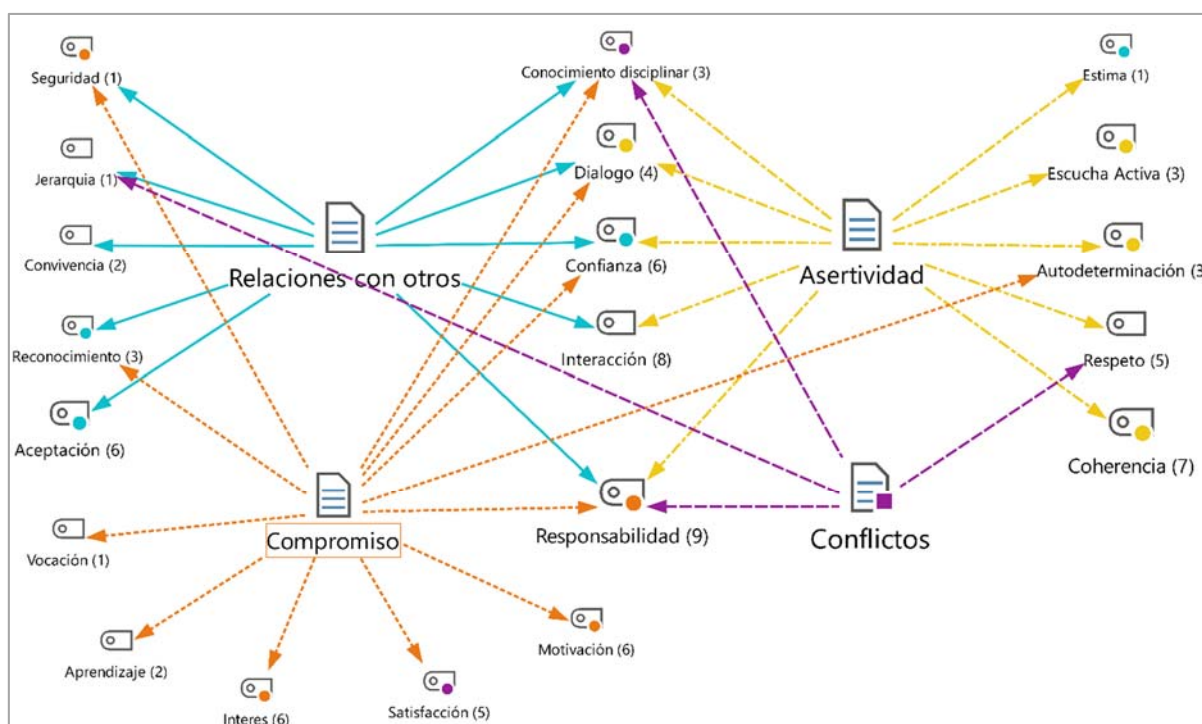 Seguridad (1)
Conocimiento disciplinar (3)
Estima (1)
Jerarquia (1)
Dialogo (4)
Escucha Activa (3)
Convivencia (2)
Relaciones con otros
Confianza (6)
Asertividad
Autodeterminación (3
Reconocimiento (3)
Interacción (8)
Respeto (5)
Aceptación (6)
Coherencia (7)
Compromiso
Responsabilidad (9)
Conflictos
Vocación (1)
Aprendizaje (2)
Motivación (6)
Interes (6)
Satisfacción (5)